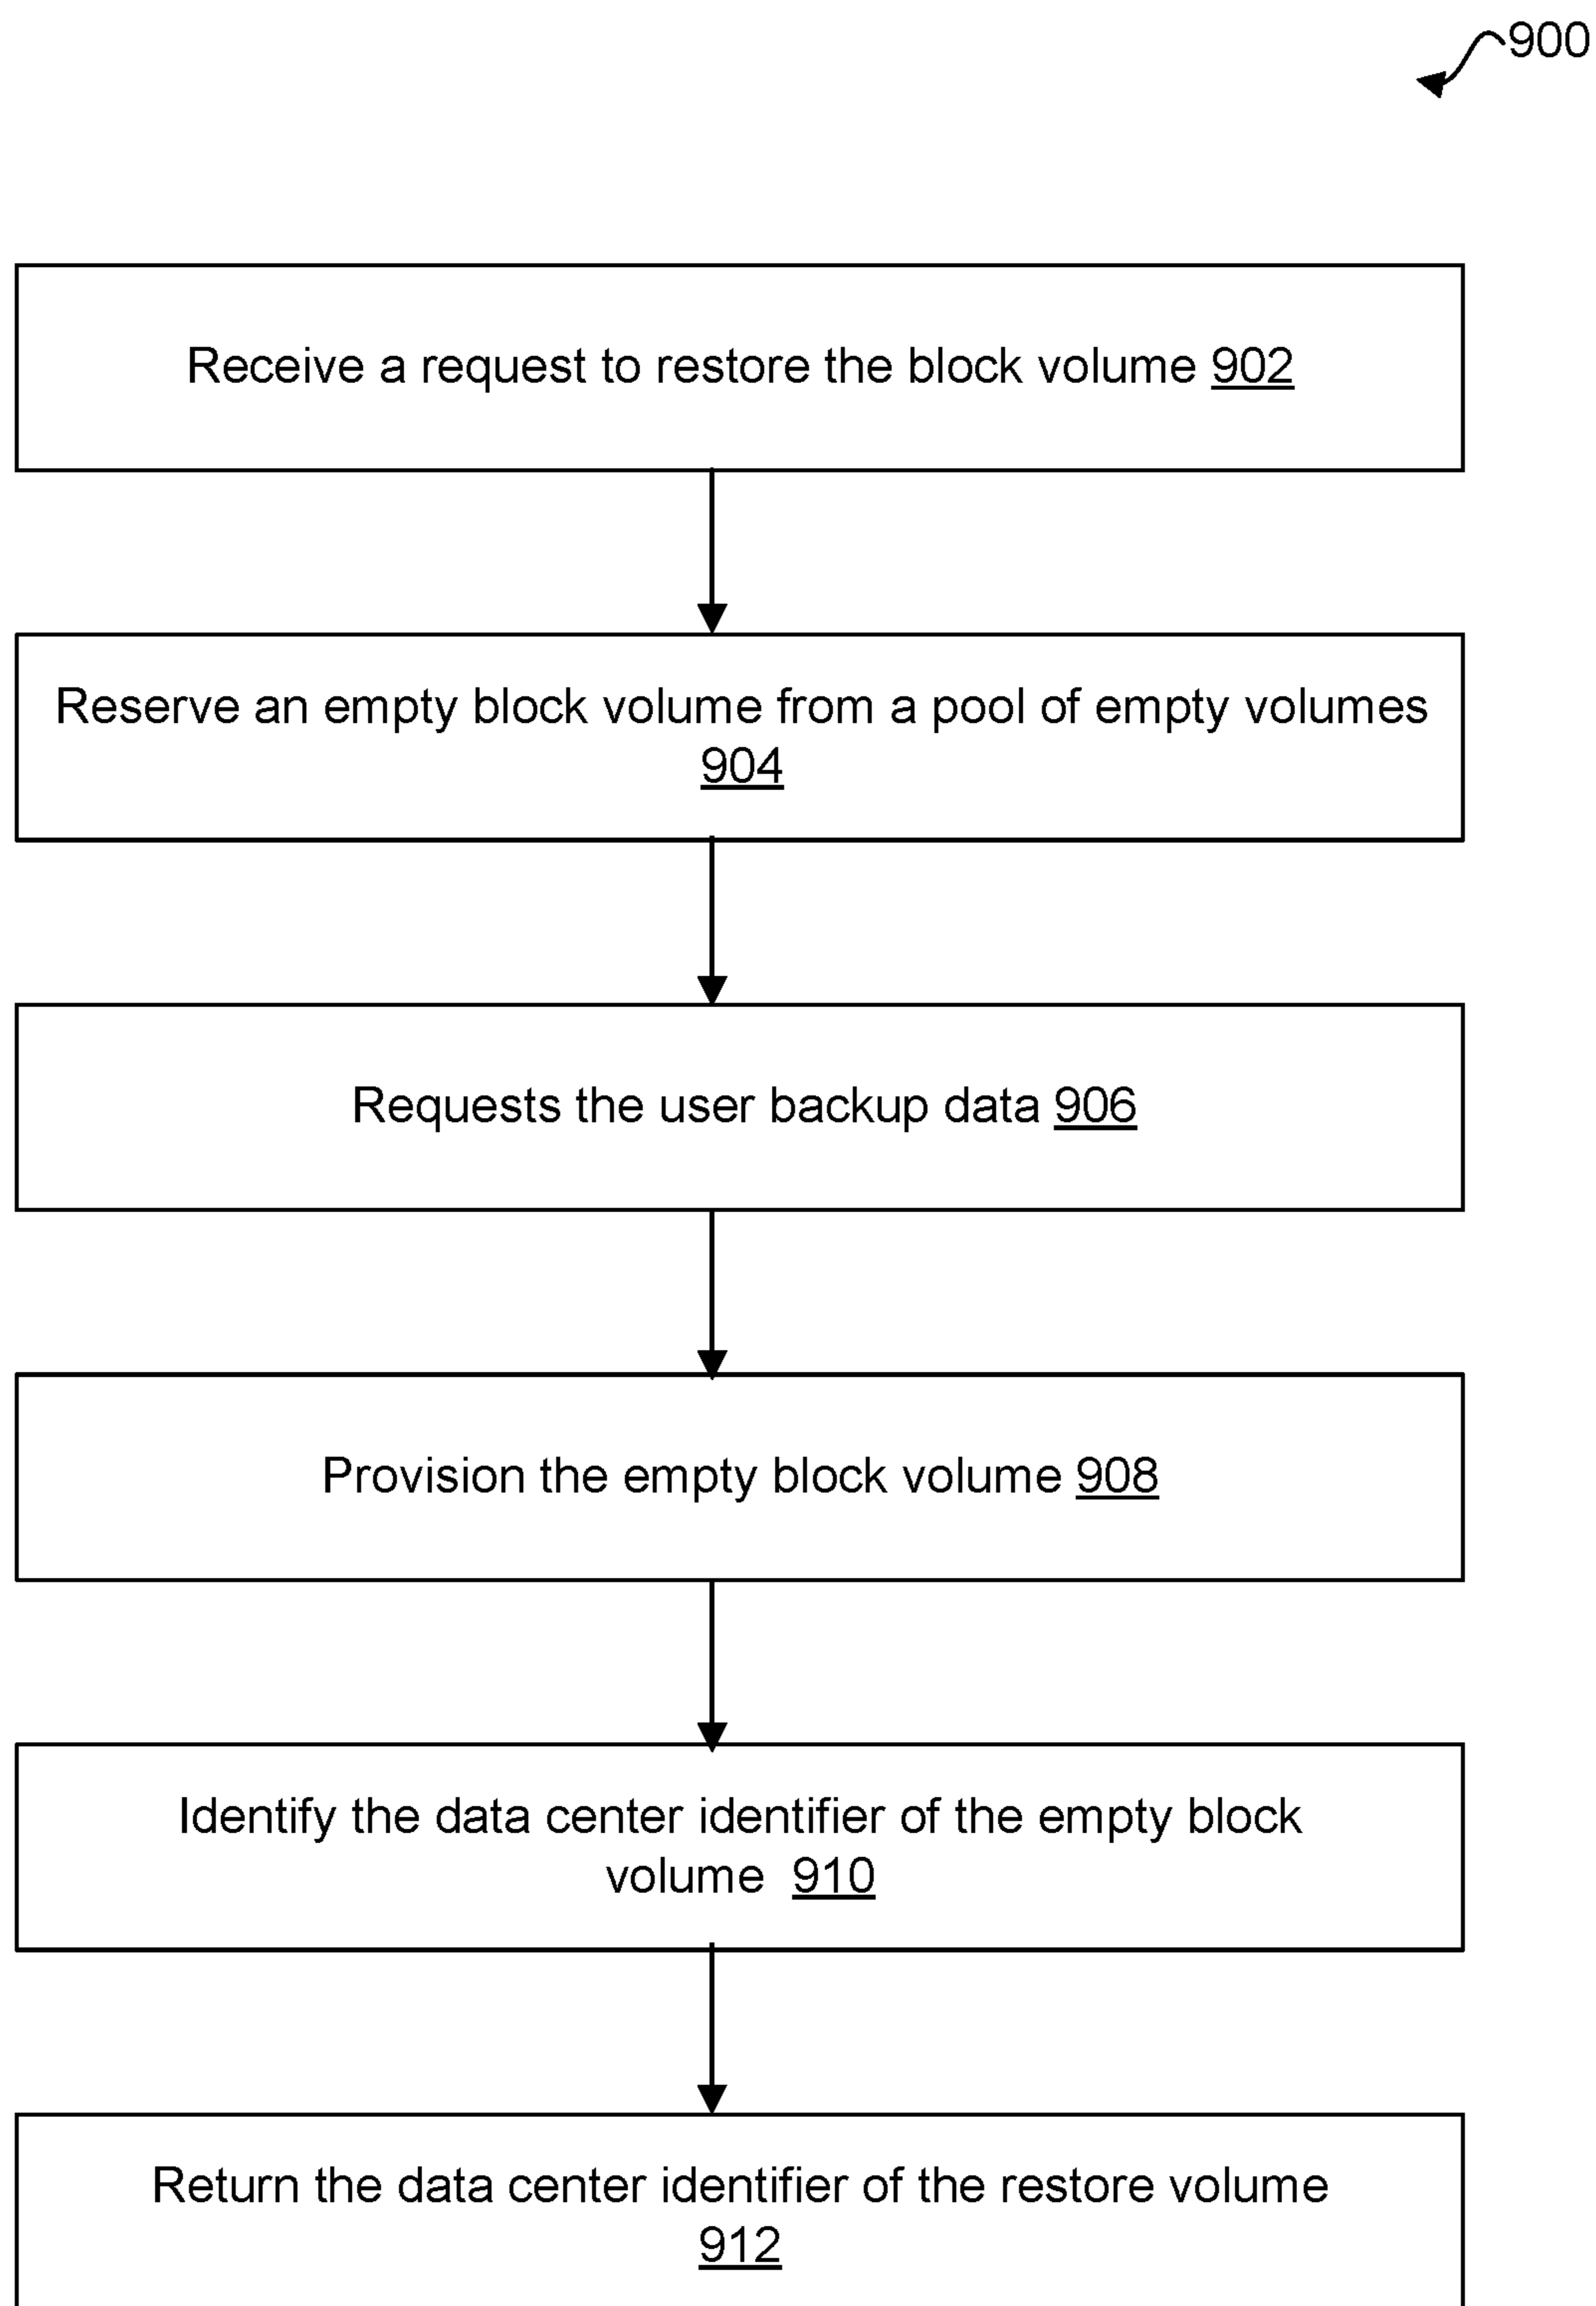 900
Receive a request to restore the block volume 902
Reserve an empty block volume from a pool of empty volumes
904
Requests the user backup data 906
Provision the empty block volume 908
Identify the data center identifier of the empty block
volume 910
Return the data center identifier of the restore volume
912